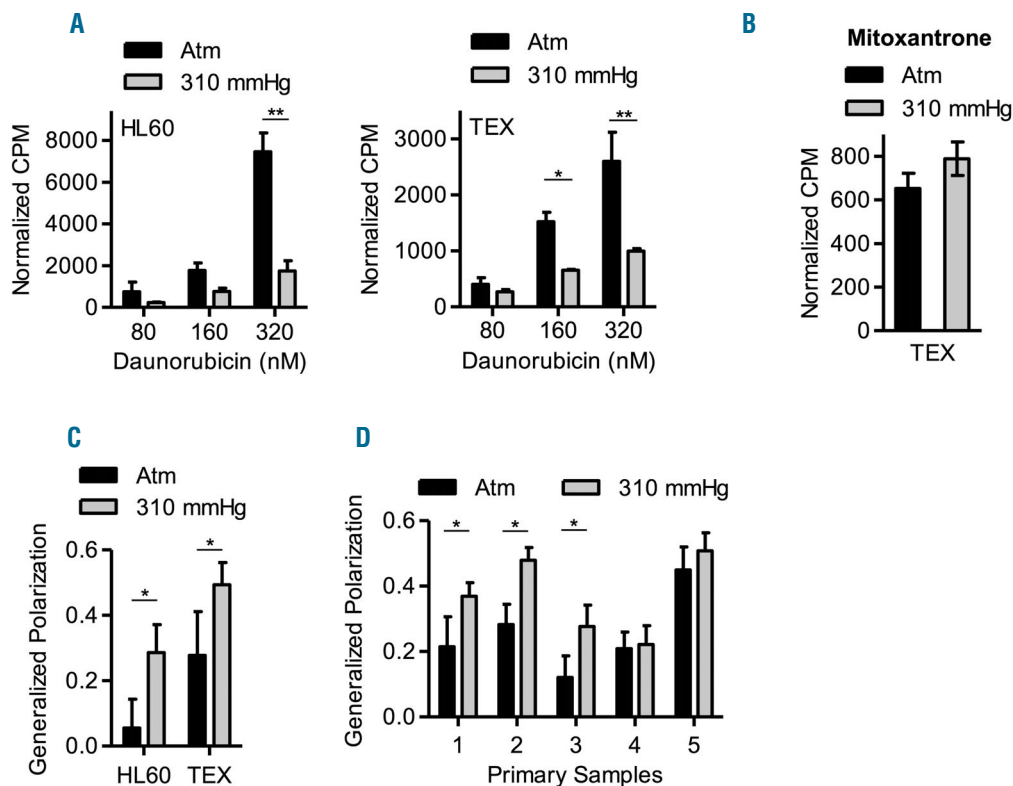 A
Atm
310 mmHg
HL60
**
Normalized CPM
8000
6000
4000
2000
0
80 160 320
Daunorubicin (nM)
Atm
310 mmHg
TEX
*
**
Normalized CPM
3000
2000
1000
0
80 160 320
Daunorubicin (nM)
B
Mitoxantrone
Atm
310 mmHg
Normalized CPM
800
600
400
200
0
TEX
C
Atm
310 mmHg
*
*
Generalized Polarization
0.6
0.4
0.2
0.0
HL60 TEX
D
Atm 310 mmHg
* * *
Generalized Polarization
0.6
0.4
0.2
0.0
1 2 3 4 5
Primary Samples